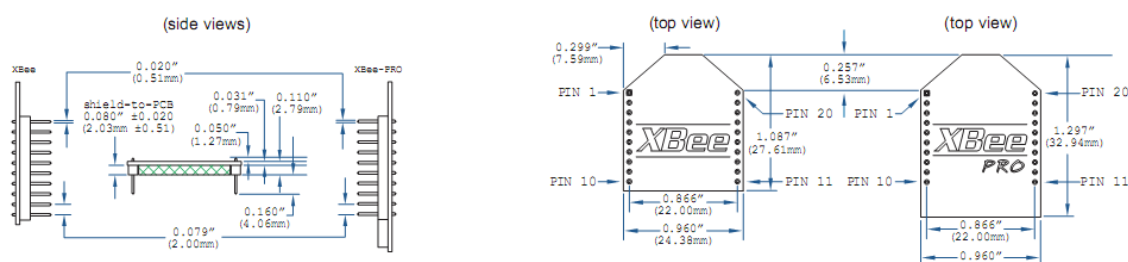 (side views)
XBee
0.020"
(0.51mm)
XBee-PRO
shield-to-PCB
0.080" ±0.020
(2.03mm ±0.51)
0.031"
(0.79mm)
0.110"
(2.79mm)
0.050"
(1.27mm)
0.160"
(4.06mm)
0.079"
(2.00mm)
(top view)
0.299"
(7.59mm)
0.257"
(6.53mm)
PIN 1
PIN 20
XBee
1.087"
(27.61mm)
PIN 10
PIN 11
0.866"
(22.00mm)
0.960"
(24.38mm)
(top view)
PIN 1
PIN 20
XBee
PRO
1.297"
(32.94mm)
PIN 10
PIN 11
0.866"
(22.00mm)
0.960"